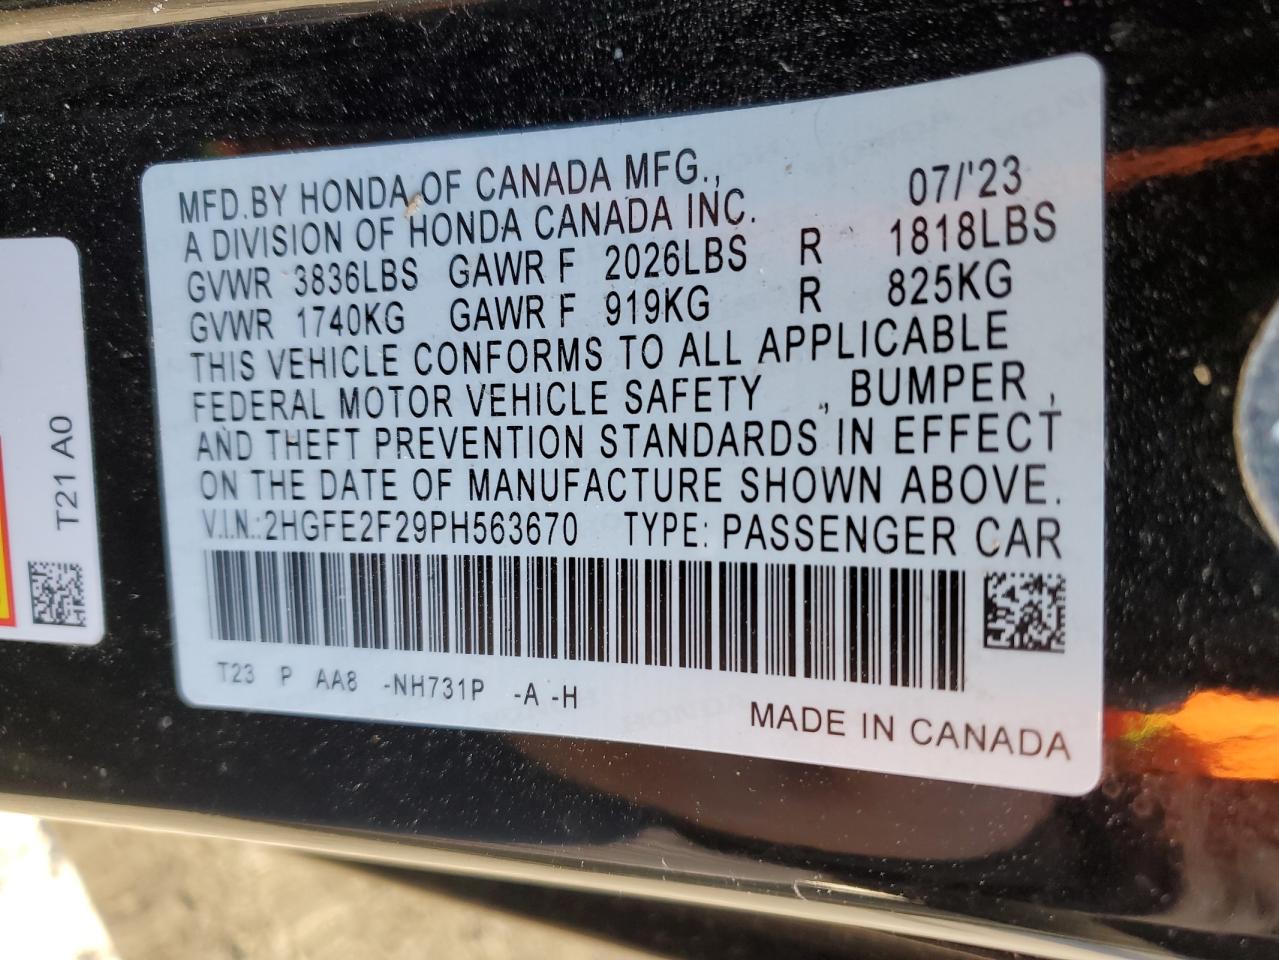 MFD.BY HONDA OF CANADA MFG., 07/'23
A DIVISION OF HONDA CANADA INC.
GVWR 3836LBS GAWR F 2026LBS R 1818LBS
GVWR 1740KG GAWR F 919KG R 825KG
THIS VEHICLE CONFORMS TO ALL APPLICABLE
FEDERAL MOTOR VEHICLE SAFETY , BUMPER ,
AND THEFT PREVENTION STANDARDS IN EFFECT
ON THE DATE OF MANUFACTURE SHOWN ABOVE.
V.I.N.:2HGFE2F29PH563670 TYPE: PASSENGER CAR
T23 P AA8 -NH731P -A -H
MADE IN CANADA
T21 A0